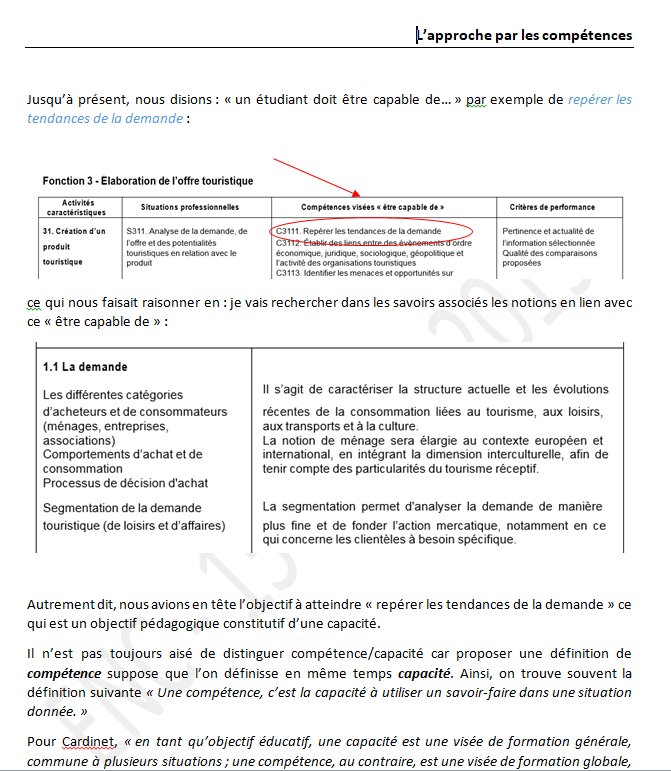 L’approche par les compétences
Jusqu’à présent, nous disions : « un étudiant doit être capable de… » par exemple de repérer les
tendances de la demande :
Fonction 3 - Elaboration de l’offre touristique
Activités
caractéristiques
Situations professionnelles
Compétences visées « être capable de »
Critères de performance
31. Création d’un
produit
touristique
S311. Analyse de la demande, de
l’offre et des potentialités
touristiques en relation avec le
produit
C3111. Repérer les tendances de la demande
C3112. Établir des liens entre des évènements d’ordre
économique, juridique, sociologique, géopolitique et
l’activité des organisations touristiques
C3113. Identifier les menaces et opportunités sur
Pertinence et actualité de
l’information sélectionnée
Qualité des comparaisons
proposées
ce qui nous faisait raisonner en : je vais rechercher dans les savoirs associés les notions en lien avec
ce « être capable de » :
1.1 La demande
Les différentes catégories
d’acheteurs et de consommateurs
(ménages, entreprises,
associations)
Comportements d’achat et de
consommation
Processus de décision d'achat
Segmentation de la demande
touristique (de loisirs et d’affaires)
Il s’agit de caractériser la structure actuelle et les évolutions
récentes de la consommation liées au tourisme, aux loisirs,
aux transports et à la culture.
La notion de ménage sera élargie au contexte européen et
international, en intégrant la dimension interculturelle, afin de
tenir compte des particularités du tourisme réceptif.
La segmentation permet d'analyser la demande de manière
plus fine et de fonder l’action mercatique, notamment en ce
qui concerne les clientèles à besoin spécifique.
Autrement dit, nous avions en tête l’objectif à atteindre « repérer les tendances de la demande » ce
qui est un objectif pédagogique constitutif d’une capacité.
Il n’est pas toujours aisé de distinguer compétence/capacité car proposer une définition de
compétence suppose que l’on définisse en même temps capacité. Ainsi, on trouve souvent la
définition suivante « Une compétence, c’est la capacité à utiliser un savoir-faire dans une situation
donnée. »
Pour Cardinet, « en tant qu’objectif éducatif, une capacité est une visée de formation générale,
commune à plusieurs situations ; une compétence, au contraire, est une visée de formation globale,